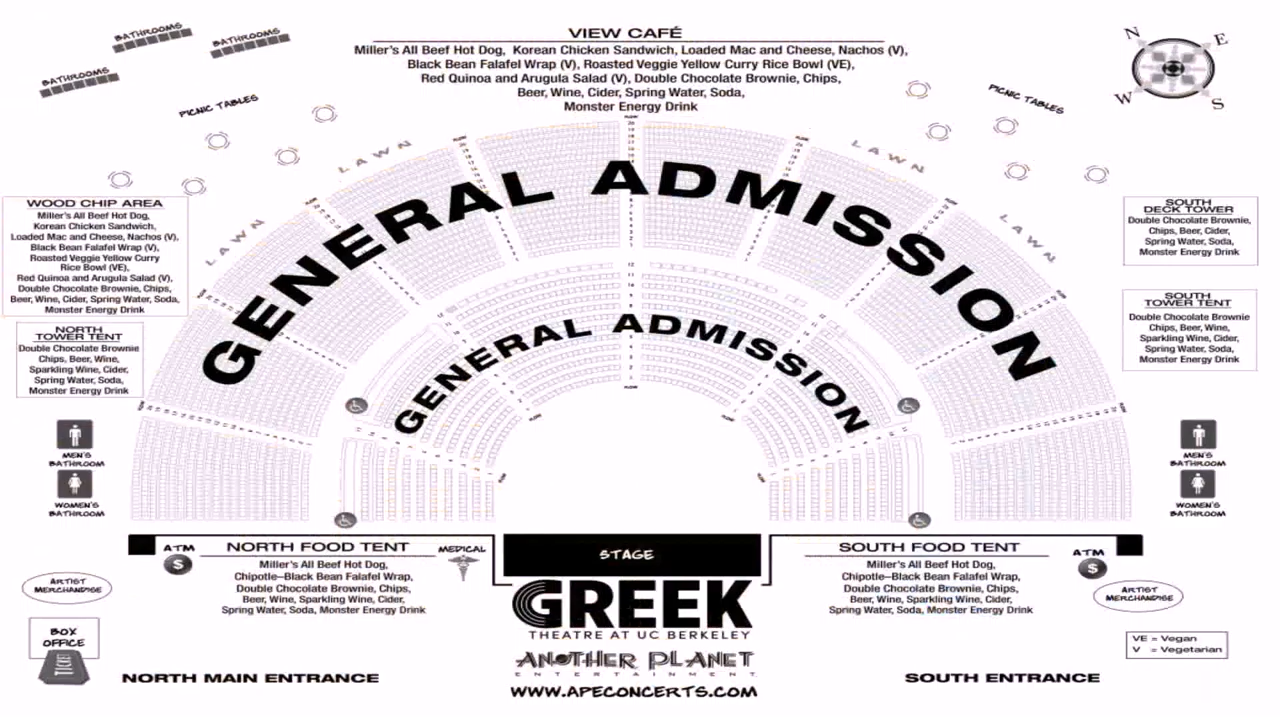 BATHROOMS
BATHROOMS
BATHROOMS
PICNIC TABLES
VIEW CAFÉ
Miller's All Beef Hot Dog, Korean Chicken Sandwich, Loaded Mac and Cheese, Nachos (V),
Black Bean Falafel Wrap (V), Roasted Veggie Yellow Curry Rice Bowl (VE),
Red Quinoa and Arugula Salad (V), Double Chocolate Brownie, Chips,
Beer, Wine, Cider, Spring Water, Soda,
Monster Energy Drink
N
E
W
S
PICNIC TABLES
LAWN
LAWN
LAWN
LAWN
GENERAL ADMISSION
GENERAL ADMISSION
WOOD CHIP AREA
Miller's All Beef Hot Dog,
Korean Chicken Sandwich,
Loaded Mac and Cheese, Nachos (V),
Black Bean Falafel Wrap (V),
Roasted Veggie Yellow Curry
Rice Bowl (VE),
Red Quinoa and Arugula Salad (V),
Double Chocolate Brownie, Chips,
Beer, Wine, Cider, Spring Water, Soda,
Monster Energy Drink
NORTH
TOWER TENT
Double Chocolate Brownie
Chips, Beer, Wine,
Sparkling Wine, Cider,
Spring Water, Soda,
Monster Energy Drink
MEN'S
BATHROOM
WOMEN'S
BATHROOM
SOUTH
DECK TOWER
Double Chocolate Brownie,
Chips, Beer, Cider,
Spring Water, Soda,
Monster Energy Drink
SOUTH
TOWER TENT
Double Chocolate Brownie
Chips, Beer, Wine,
Sparkling Wine, Cider,
Spring Water, Soda,
Monster Energy Drink
MEN'S
BATHROOM
WOMEN'S
BATHROOM
ATM
$
NORTH FOOD TENT
Miller's All Beef Hot Dog,
Chipotle–Black Bean Falafel Wrap,
Double Chocolate Brownie, Chips,
Beer, Wine, Sparkling Wine, Cider,
Spring Water, Soda, Monster Energy Drink
MEDICAL
STAGE
GREEK
THEATRE AT UC BERKELEY
ANOTHER PLANET
ENTERTAINMENT
WWW.APECONCERTS.COM
SOUTH FOOD TENT
Miller's All Beef Hot Dog,
Chipotle–Black Bean Falafel Wrap,
Double Chocolate Brownie, Chips,
Beer, Wine, Sparkling Wine, Cider,
Spring Water, Soda, Monster Energy Drink
ATM
$
ARTIST
MERCHANDISE
BOX
OFFICE
NORTH MAIN ENTRANCE
ARTIST
MERCHANDISE
VE = Vegan
V = Vegetarian
SOUTH ENTRANCE